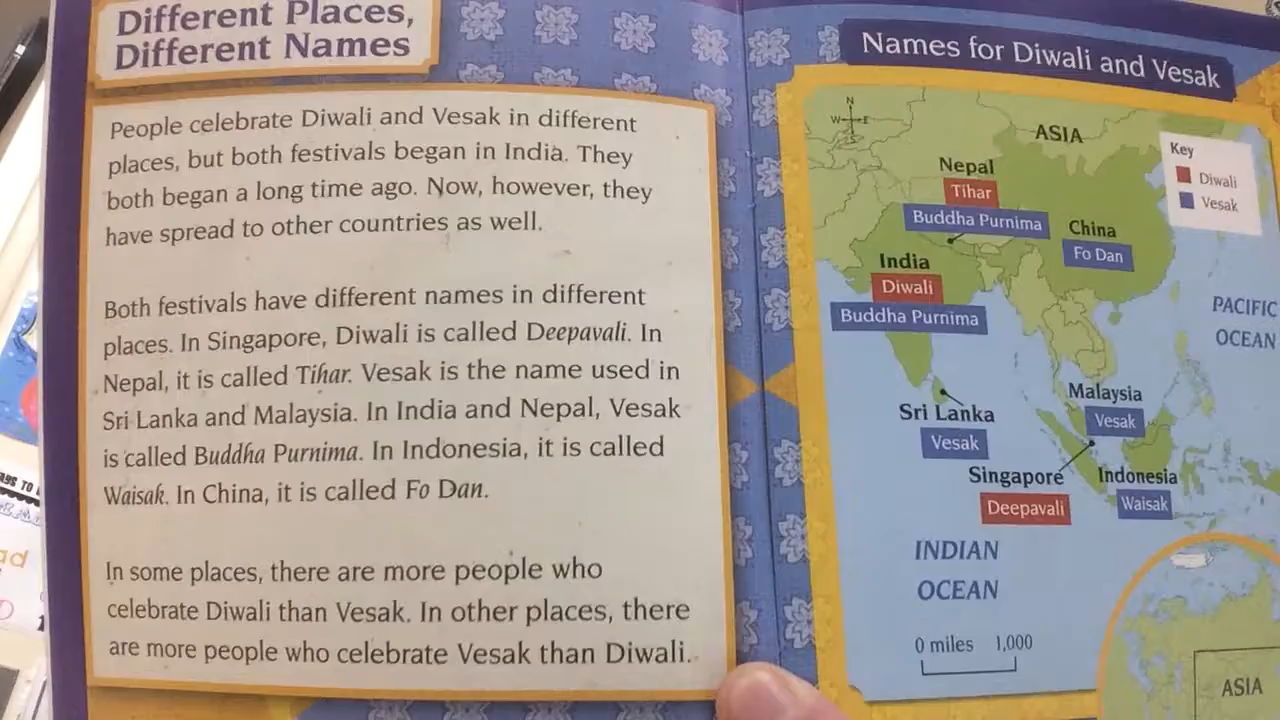 Different Places,
Different Names
People celebrate Diwali and Vesak in different
places, but both festivals began in India. They
both began a long time ago. Now, however, they
have spread to other countries as well.
Both festivals have different names in different
places. In Singapore, Diwali is called Deepavali. In
Nepal, it is called Tihar. Vesak is the name used in
Sri Lanka and Malaysia. In India and Nepal, Vesak
is called Buddha Purnima. In Indonesia, it is called
Waisak. In China, it is called Fo Dan.
In some places, there are more people who
celebrate Diwali than Vesak. In other places, there
are more people who celebrate Vesak than Diwali.
Names for Diwali and Vesak
N
W
E
ASIA
Key
Diwali
Vesak
Nepal
Tihar
Buddha Purnima
China
Fo Dan
India
Diwali
Buddha Purnima
PACIFIC
OCEAN
Sri Lanka
Vesak
Malaysia
Vesak
Singapore
Deepavali
Indonesia
Waisak
INDIAN
OCEAN
0 miles 1,000
ASIA